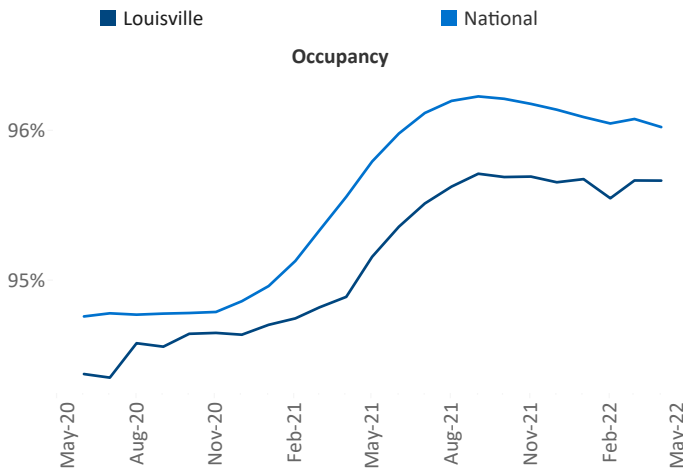 Louisville National
Occupancy
96%
95%
May-20 Aug-20 Nov-20 Feb-21 May-21 Aug-21 Nov-21 Feb-22 May-22